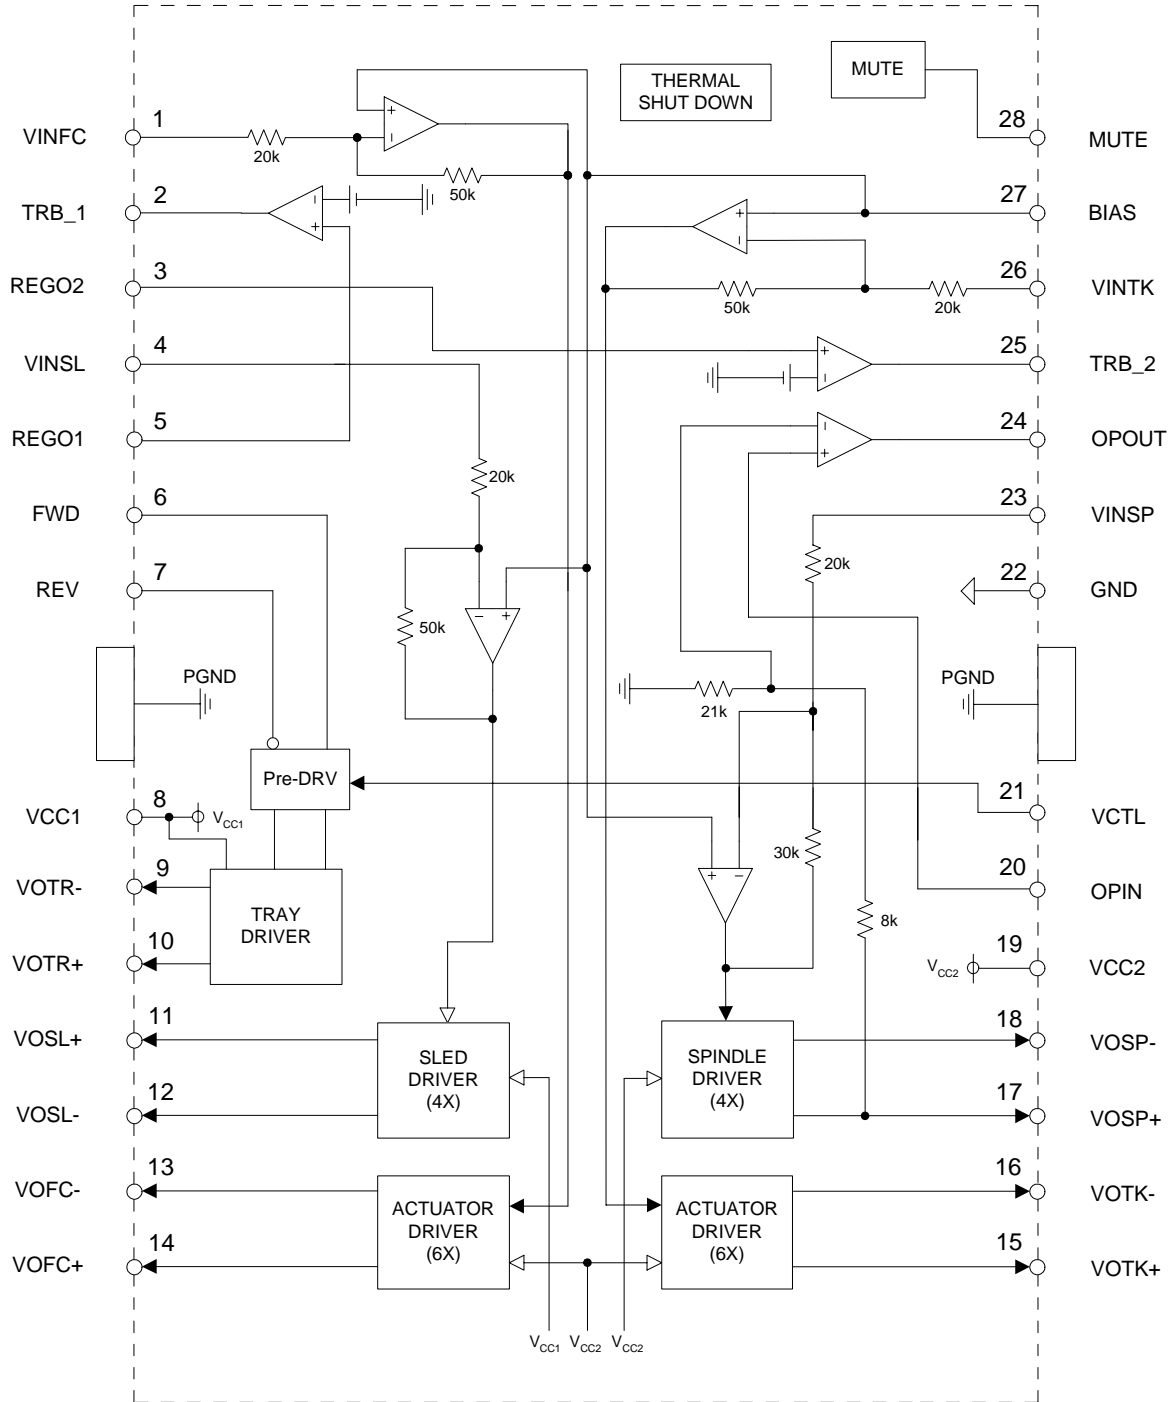 THERMAL
SHUT DOWN
MUTE
1
VINFC
20k
50k
28
MUTE
2
TRB_1
27
BIAS
3
REGO2
50k
20k
26
VINTK
4
VINSL
25
TRB_2
5
REGO1
24
OPOUT
20k
6
FWD
23
VINSP
20k
7
REV
22
GND
50k
PGND
21k
PGND
Pre-DRV
8
VCC1
VCC1
21
VCTL
30k
9
VOTR-
TRAY
DRIVER
20
OPIN
8k
10
VOTR+
VCC2
19
VCC2
11
VOSL+
SLED
DRIVER
(4X)
SPINDLE
DRIVER
(4X)
18
VOSP-
12
VOSL-
17
VOSP+
13
VOFC-
ACTUATOR
DRIVER
(6X)
ACTUATOR
DRIVER
(6X)
16
VOTK-
14
VOFC+
15
VOTK+
VCC1 VCC2 VCC2
+
-
+
-
+
-
+
-
+
-
+
-
+
-